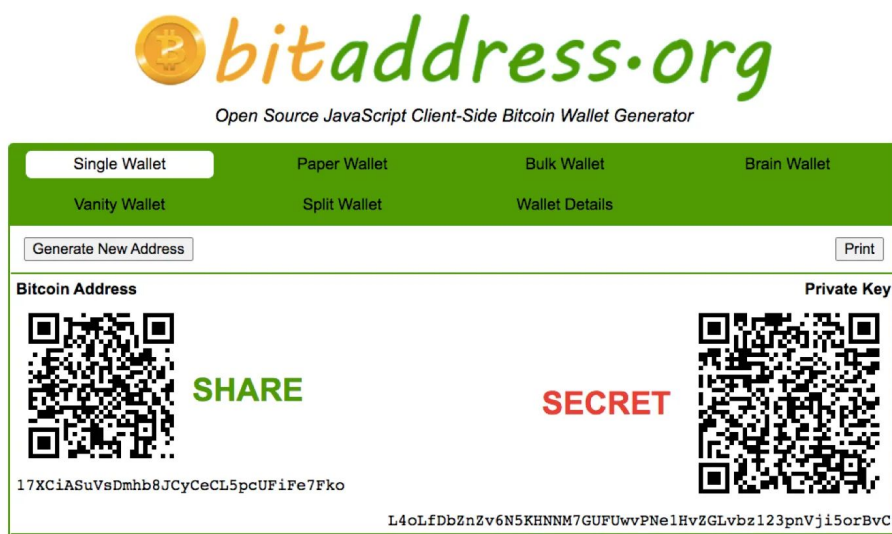 bitaddress.org
Open Source JavaScript Client-Side Bitcoin Wallet Generator
Single Wallet Paper Wallet Bulk Wallet Brain Wallet
Vanity Wallet Split Wallet Wallet Details
Generate New Address Print
Bitcoin Address Private Key
SHARE SECRET
17XCiASuVsDmhb8JCyCeCL5pcUFiFe7Fko
L4oLfDbZnZv6N5KHNNM7GUFUwvPNe1HvZGLvbz123pnVji5orBvC